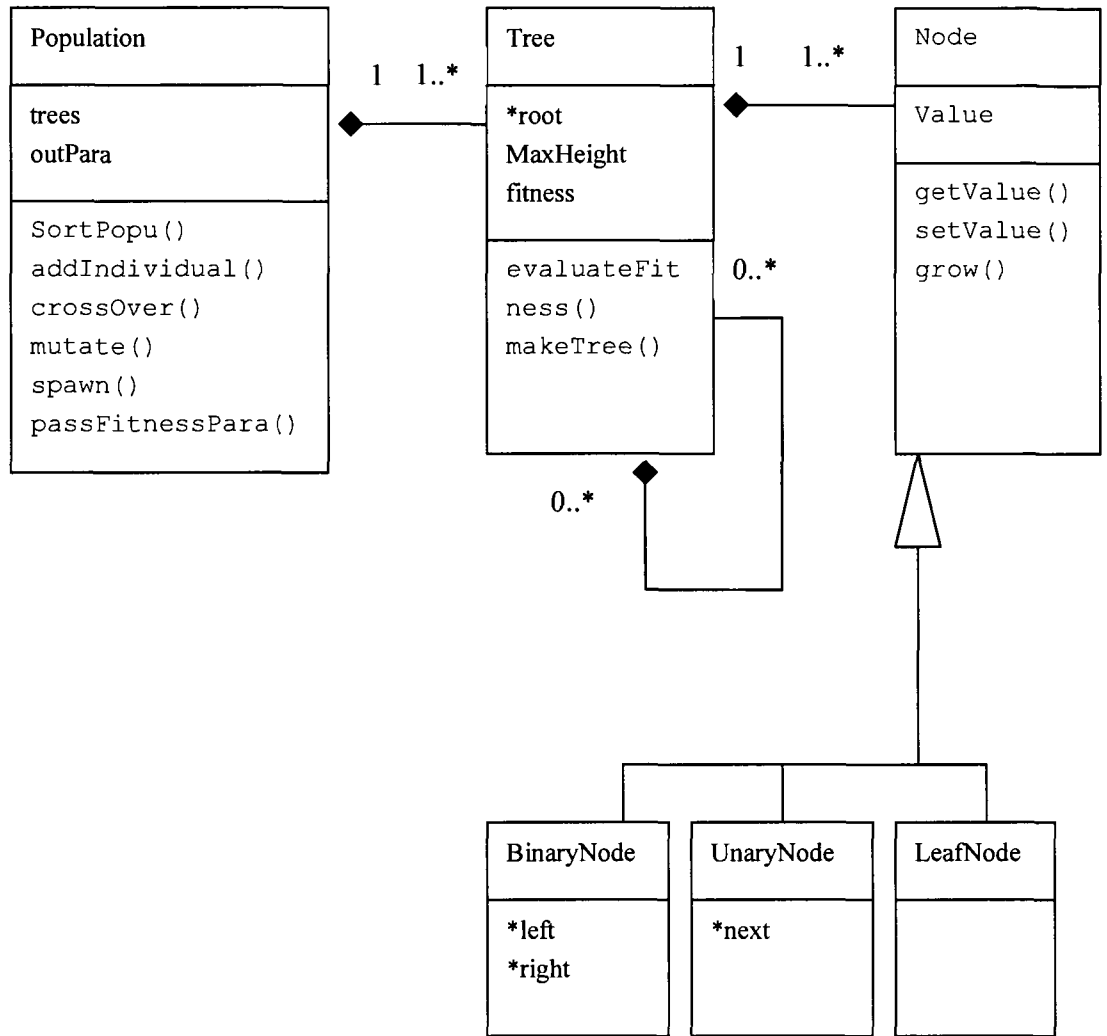 Population
trees
outPara
SortPopu()
addIndividual()
crossOver()
mutate()
spawn()
passFitnessPara()
1 1..*
Tree
*root
MaxHeight
fitness
evaluateFit
ness()
makeTree()
1 1..*
0..*
0..*
Node
Value
getValue()
setValue()
grow()
BinaryNode
*left
*right
UnaryNode
*next
LeafNode